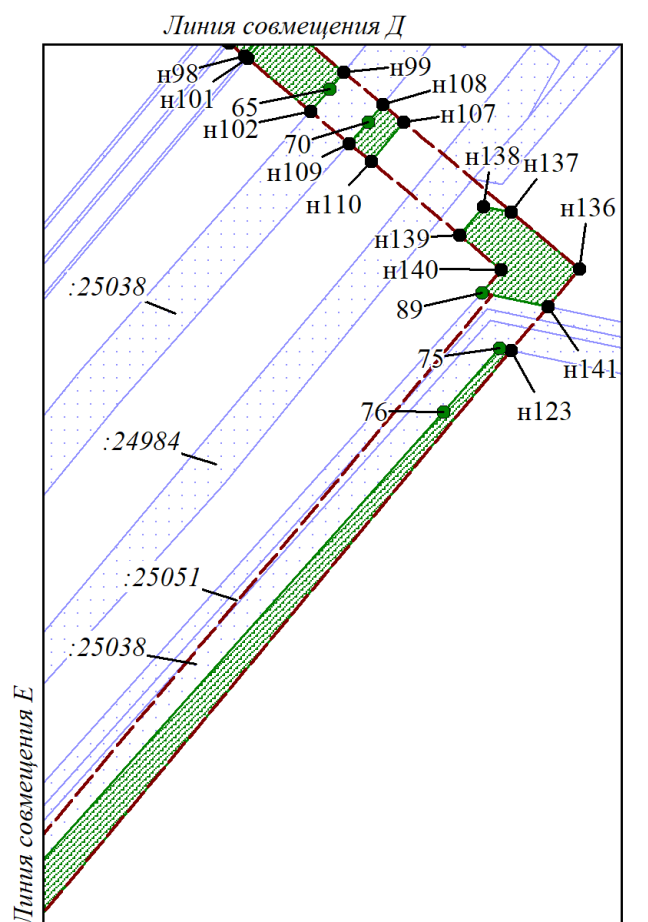 Линия совмещения Д
н98
н99
н101
65
н108
н102
н107
70
н109
н138
н137
н110
н136
н139
н140
:25038
89
75
н141
76
н123
:24984
:25051
:25038
Линия совмещения Е